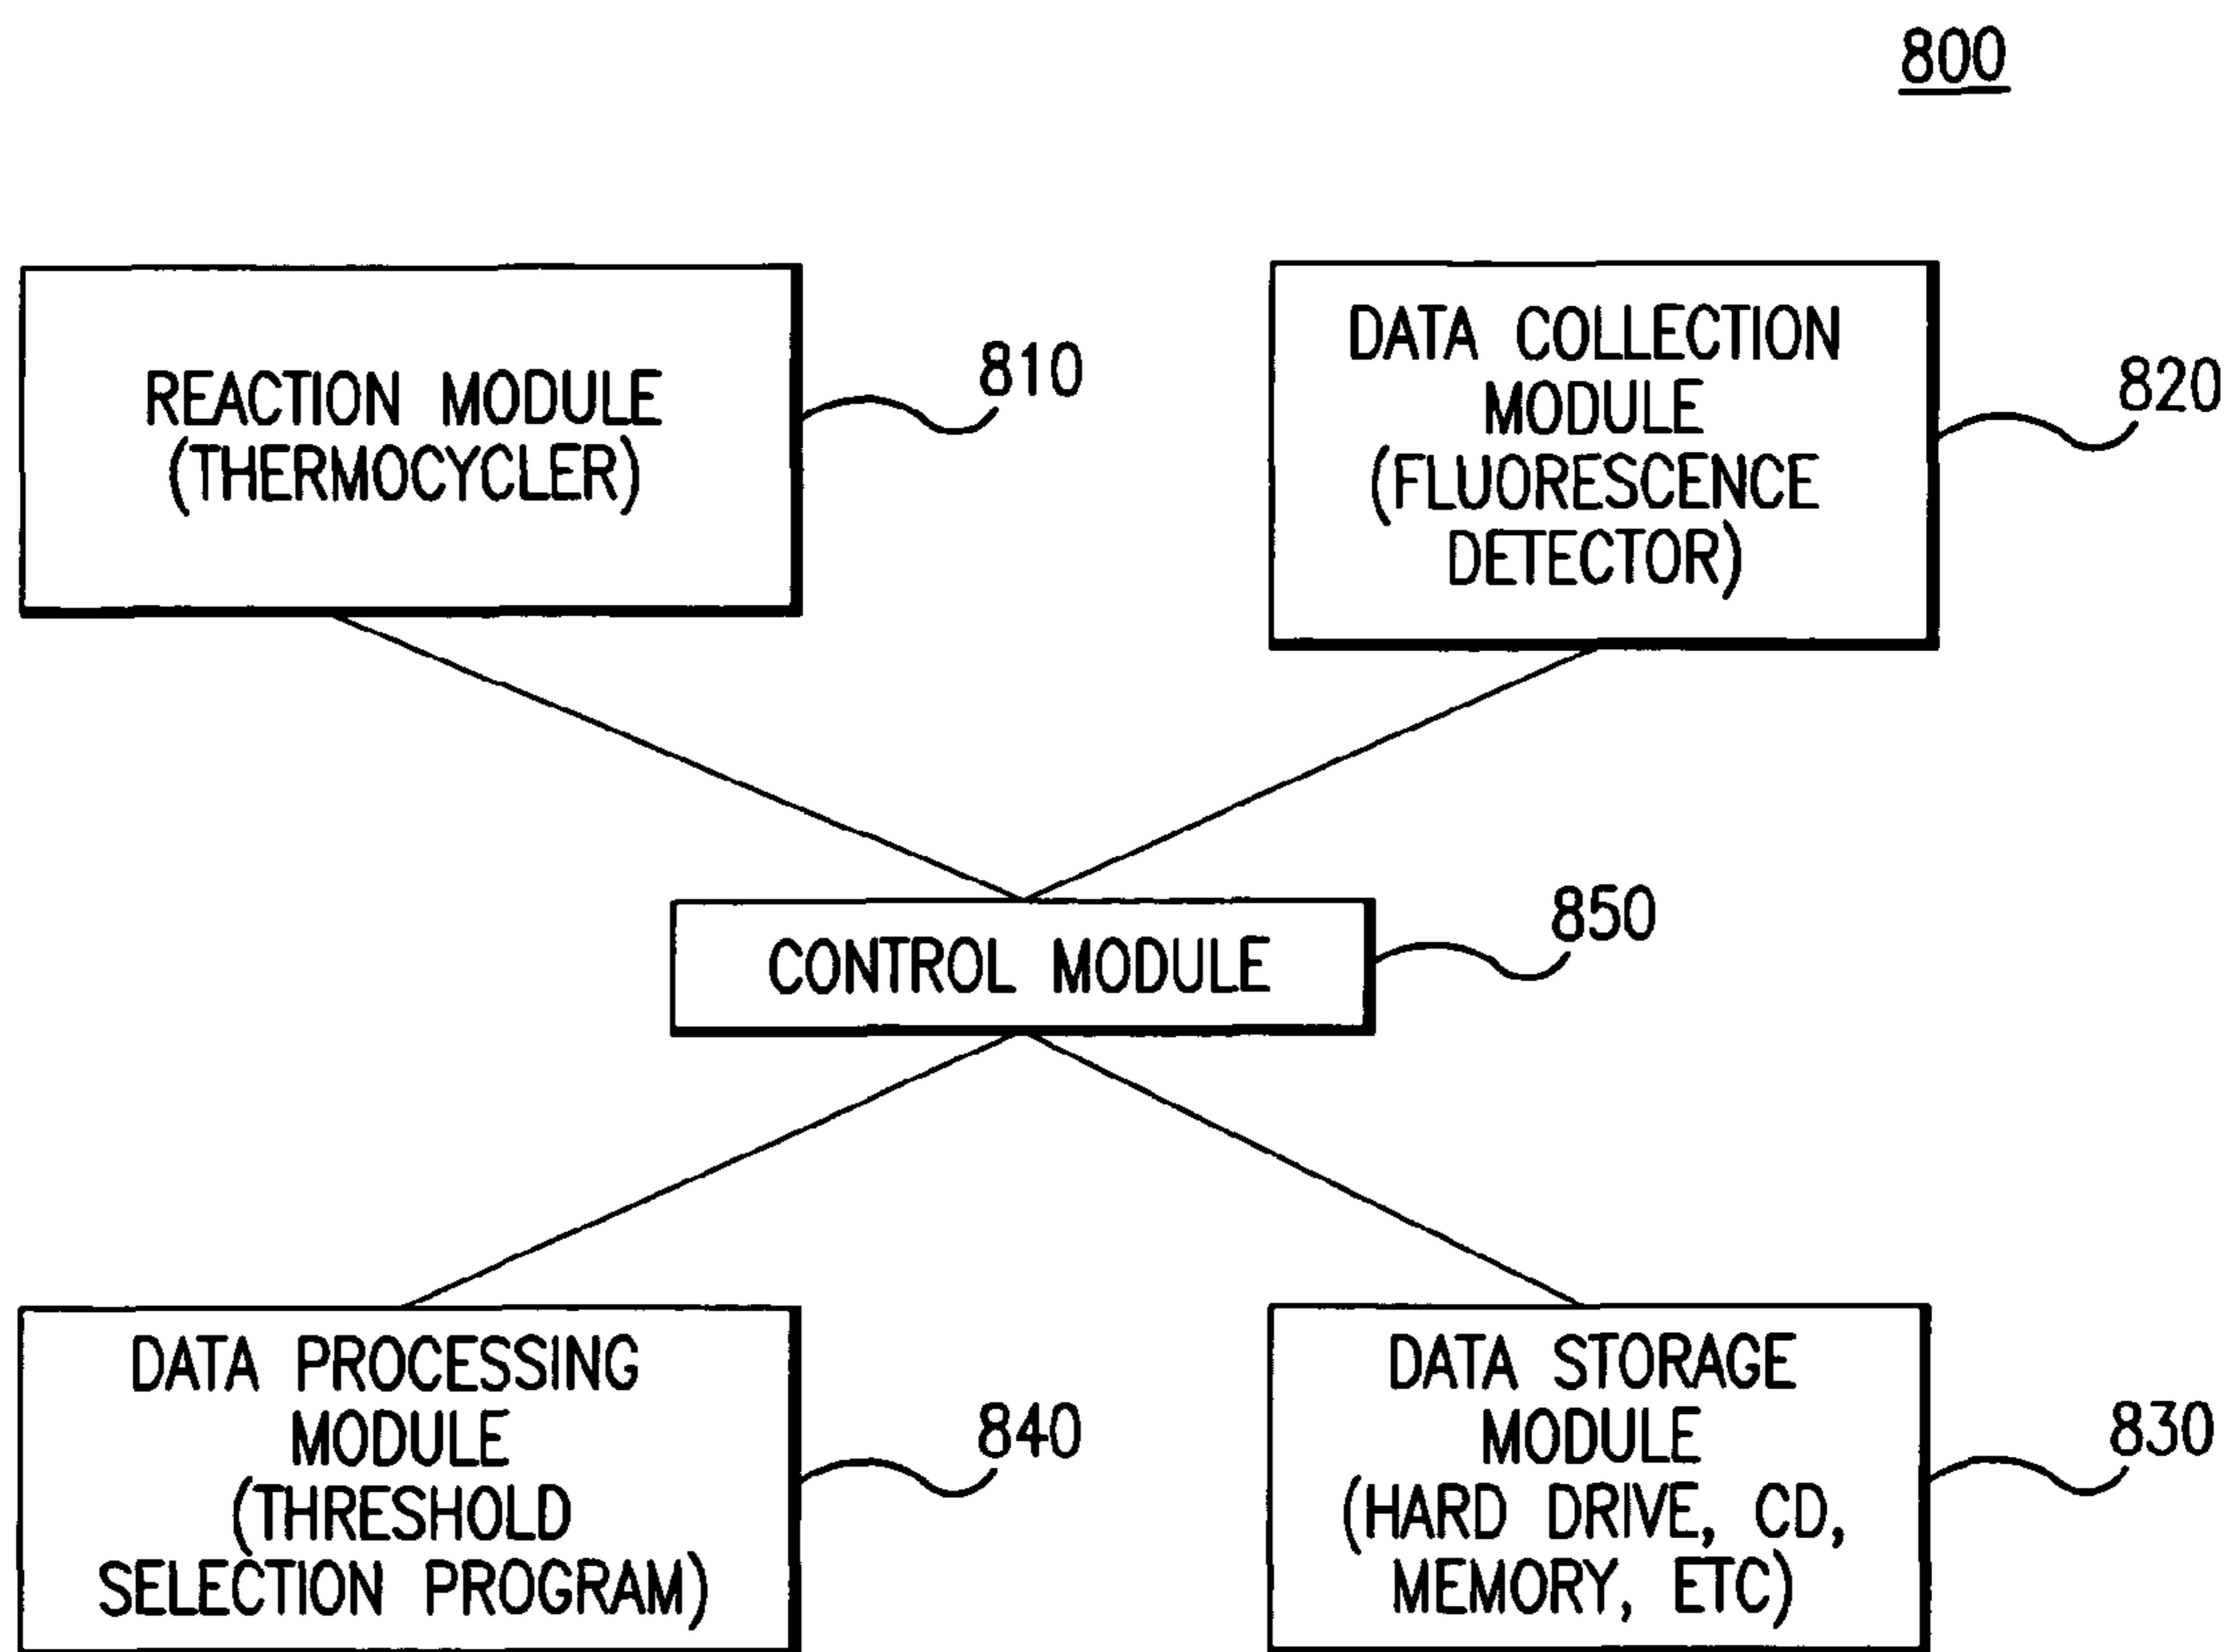 800
REACTION MODULE
(THERMOCYCLER)
810
DATA COLLECTION
MODULE
(FLUORESCENCE
DETECTOR)
820
CONTROL MODULE
850
DATA PROCESSING
MODULE
(THRESHOLD
SELECTION PROGRAM)
840
DATA STORAGE
MODULE
(HARD DRIVE, CD,
MEMORY, ETC)
830